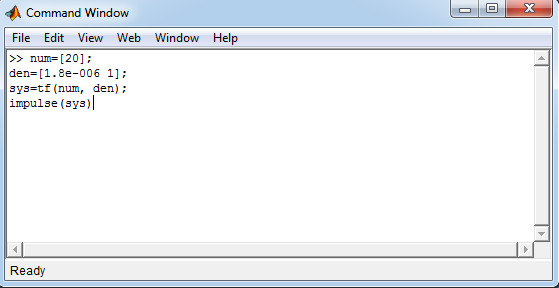 Command Window
File Edit View Web Window Help
>> num=[20];
den=[1.8e-006 1];
sys=tf(num, den);
impulse(sys)
Ready